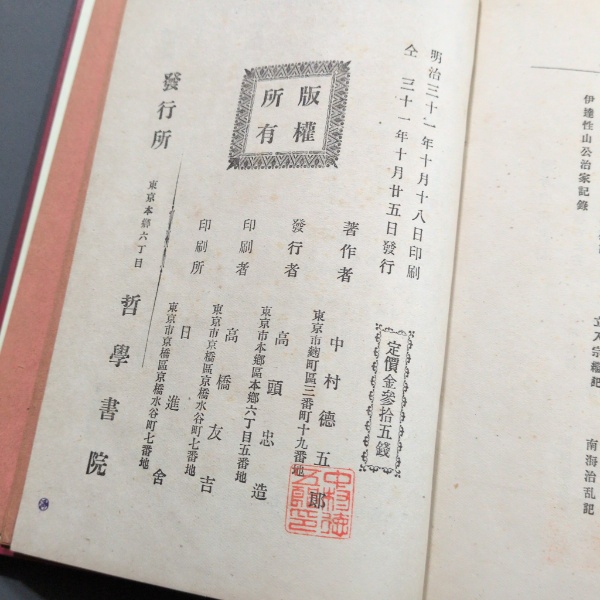 伊達性山公治家記錄
南海治乱記
明治三十一年十月十八日印刷
仝 三十一年十月廿五日發行
定價金參拾五錢
版權所有
著作者
東京市麹町區三番町十九番地
中村德五郎
發行者
東京市本鄉區本鄉六丁目五番地
高頭忠造
印刷者
東京市京橋區京橋水谷町七番地
高橋友吉
印刷所
東京市京橋區京橋水谷町七番地
日進舍
發行所
東京本鄉六丁目
哲學書院